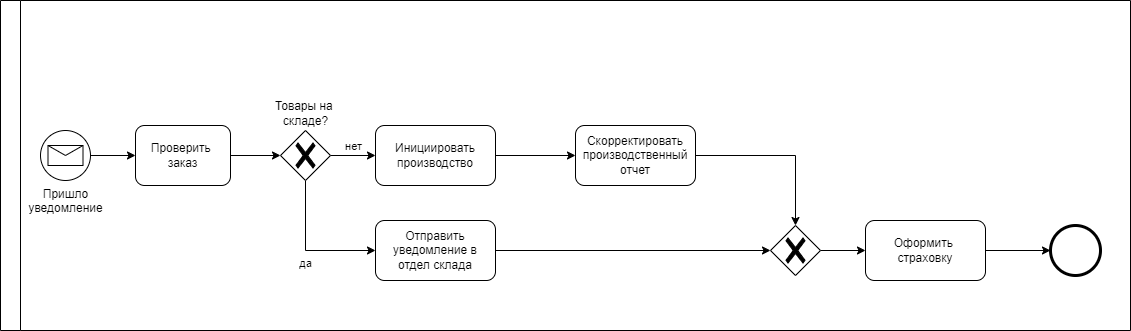 Пришло
уведомление
Проверить
заказ
Товары на
складе?
нет
Инициировать
производство
Скорректировать
производственный
отчет
да
Отправить
уведомление в
отдел склада
Оформить
страховку